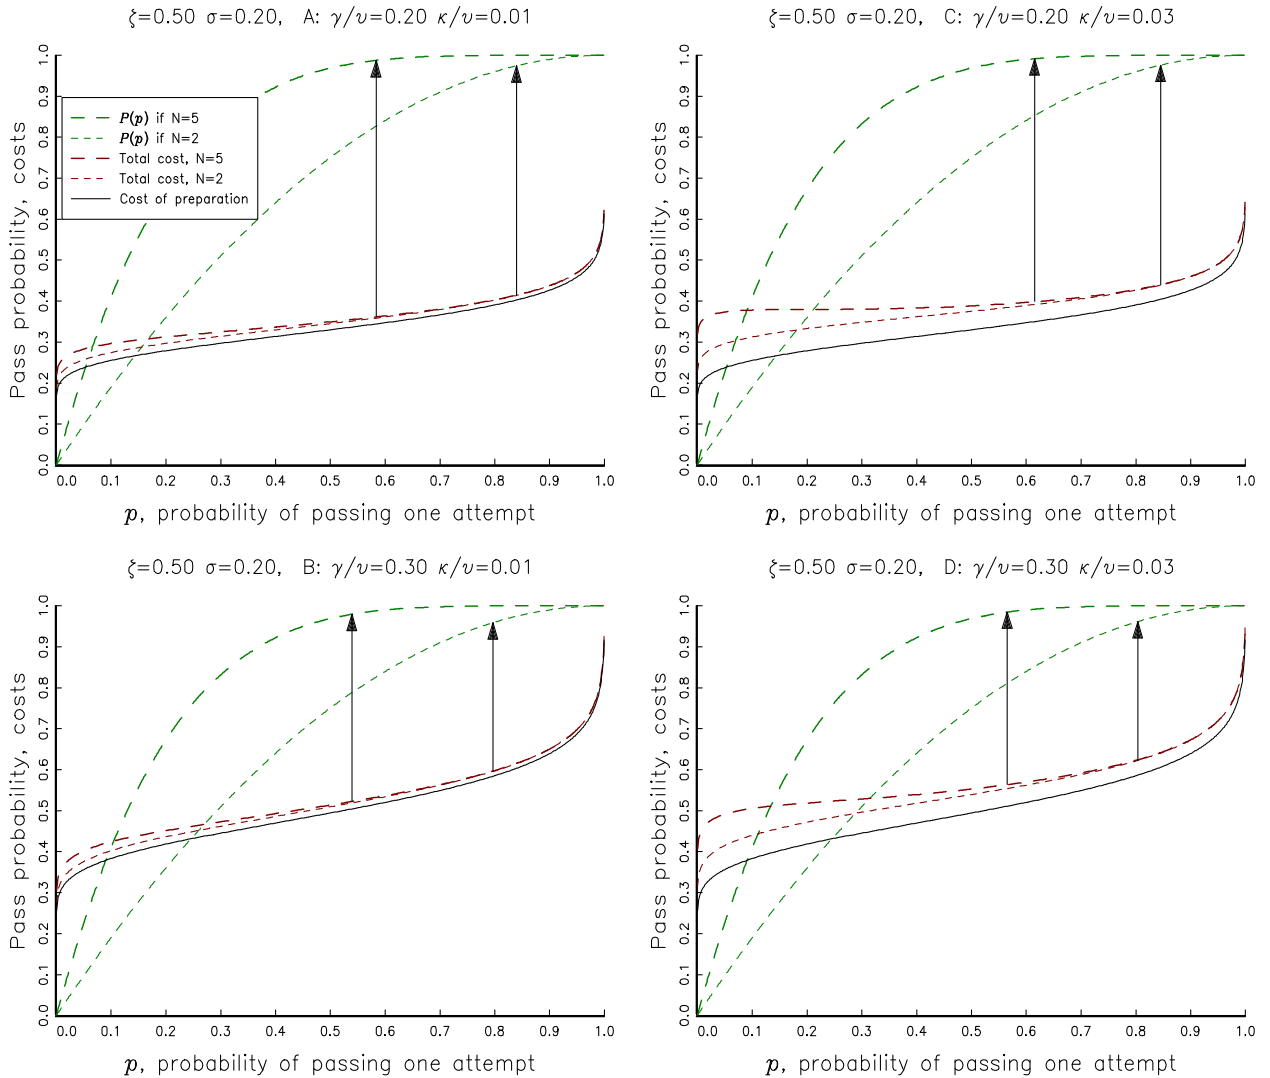 ζ=0.50 σ=0.20, A: γ/υ=0.20 κ/υ=0.01
Pass probability, costs
1.0
0.9
0.8
0.7
0.6
0.5
0.4
0.3
0.2
0.1
0.0
P(p) if N=5
P(p) if N=2
Total cost, N=5
Total cost, N=2
Cost of preparation
0.0 0.1 0.2 0.3 0.4 0.5 0.6 0.7 0.8 0.9 1.0
p, probability of passing one attempt
ζ=0.50 σ=0.20, C: γ/υ=0.20 κ/υ=0.03
Pass probability, costs
1.0
0.9
0.8
0.7
0.6
0.5
0.4
0.3
0.2
0.1
0.0
0.0 0.1 0.2 0.3 0.4 0.5 0.6 0.7 0.8 0.9 1.0
p, probability of passing one attempt
ζ=0.50 σ=0.20, B: γ/υ=0.30 κ/υ=0.01
Pass probability, costs
1.0
0.9
0.8
0.7
0.6
0.5
0.4
0.3
0.2
0.1
0.0
0.0 0.1 0.2 0.3 0.4 0.5 0.6 0.7 0.8 0.9 1.0
p, probability of passing one attempt
ζ=0.50 σ=0.20, D: γ/υ=0.30 κ/υ=0.03
Pass probability, costs
1.0
0.9
0.8
0.7
0.6
0.5
0.4
0.3
0.2
0.1
0.0
0.0 0.1 0.2 0.3 0.4 0.5 0.6 0.7 0.8 0.9 1.0
p, probability of passing one attempt